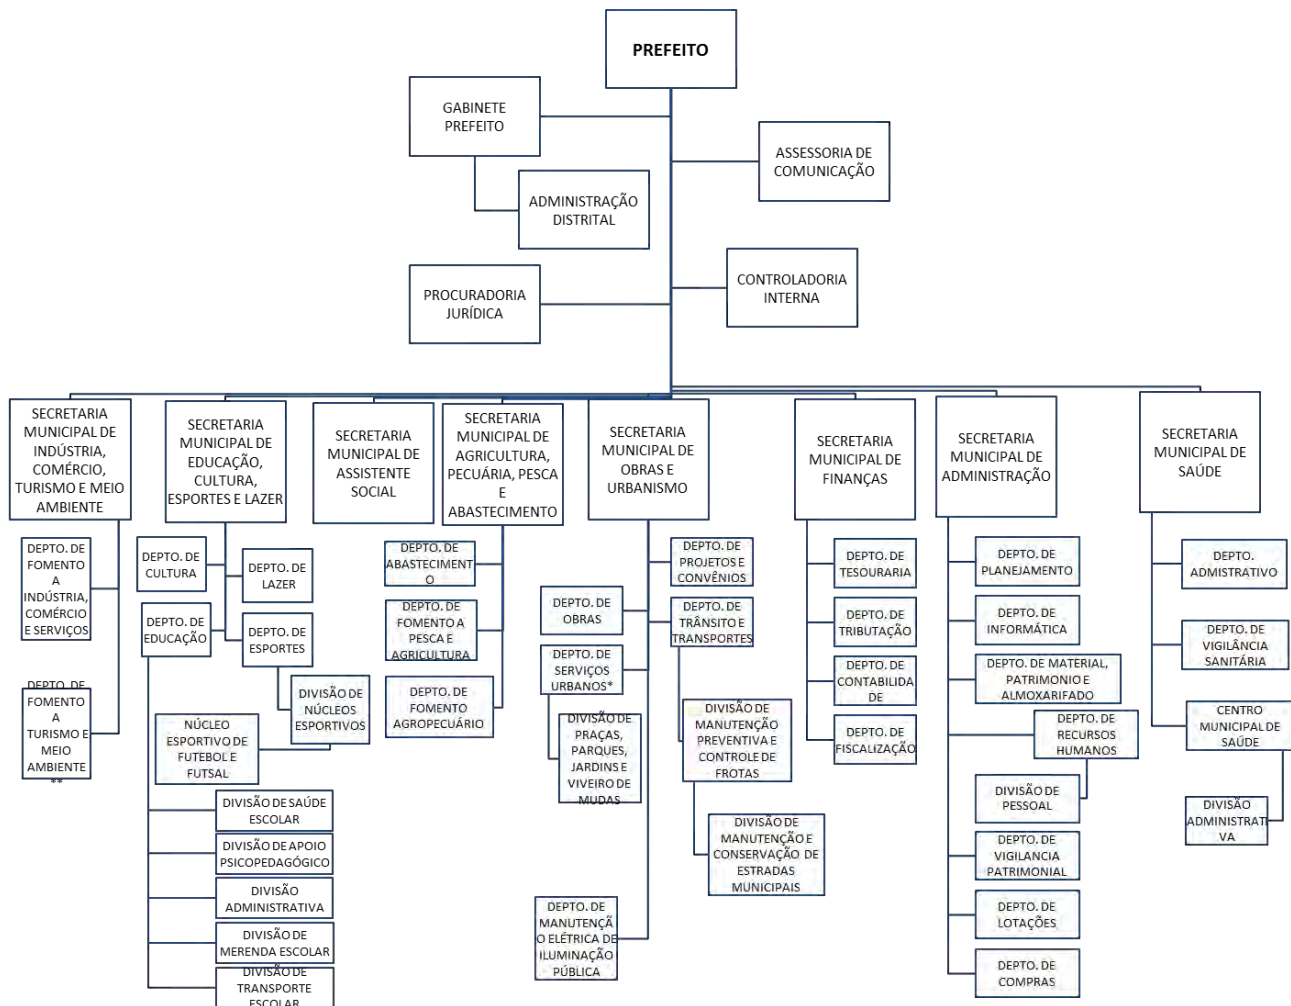 PREFEITO
GABINETE
PREFEITO
ASSESSORIA DE
COMUNICAÇÃO
ADMINISTRAÇÃO
DISTRITAL
PROCURADORIA
JURÍDICA
CONTROLADORIA
INTERNA
SECRETARIA
MUNICIPAL DE
INDÚSTRIA,
COMÉRCIO,
TURISMO E MEIO
AMBIENTE
SECRETARIA
MUNICIPAL DE
EDUCAÇÃO,
CULTURA,
ESPORTES E LAZER
SECRETARIA
MUNICIPAL DE
ASSISTENTE
SOCIAL
SECRETARIA
MUNICIPAL DE
AGRICULTURA,
PECUÁRIA, PESCA
E
ABASTECIMENTO
SECRETARIA
MUNICIPAL DE
OBRAS E
URBANISMO
SECRETARIA
MUNICIPAL DE
FINANÇAS
SECRETARIA
MUNICIPAL DE
ADMINISTRAÇÃO
SECRETARIA
MUNICIPAL DE
SAÚDE
DEPTO. DE
FOMENTO
A
INDÚSTRIA,
COMÉRCIO
E SERVIÇOS
DEPTO. DE
FOMENTO
A
TURISMO E
MEIO
AMBIENTE
**
DEPTO. DE
CULTURA
DEPTO. DE
LAZER
DEPTO. DE
EDUCAÇÃO
DEPTO. DE
ESPORTES
DIVISÃO DE
NÚCLEOS
ESPORTIVOS
NÚCLEO
ESPORTIVO DE
FUTEBOL E
FUTSAL
DIVISÃO DE SAÚDE
ESCOLAR
DIVISÃO DE APOIO
PSICOPEDAGÓGICO
DIVISÃO
ADMINISTRATIVA
DIVISÃO DE
MERENDA ESCOLAR
DIVISÃO DE
TRANSPORTE
ESCOLAR
DEPTO. DE
ABASTECIMENT
O
DEPTO. DE
FOMENTO A
PESCA E
AGRICULTURA
DEPTO. DE
FOMENTO
AGROPECUÁRIO
DEPTO. DE
PROJETOS E
CONVÊNIOS
DEPTO. DE
OBRAS
DEPTO. DE
TRÂNSITO E
TRANSPORTES
DEPTO. DE
SERVIÇOS
URBANOS*
DIVISÃO DE
PRAÇAS,
PARQUES,
JARDINS E
VIVEIRO DE
MUDAS
DIVISÃO DE
MANUTENÇÃO
PREVENTIVA E
CONTROLE DE
FROTAS
DIVISÃO DE
MANUTENÇÃO E
CONSERVAÇÃO DE
ESTRADAS
MUNICIPAIS
DEPTO. DE
MANUTENÇÃ
O ELÉTRICA DE
ILUMINAÇÃO
PÚBLICA
DEPTO. DE
TESOURARIA
DEPTO. DE
TRIBUTAÇÃO
DEPTO. DE
CONTABILIDA
DE
DEPTO. DE
FISCALIZAÇÃO
DEPTO. DE
PLANEJAMENTO
DEPTO. DE
INFORMÁTICA
DEPTO. DE MATERIAL,
PATRIMONIO E
ALMOXARIFADO
DEPTO. DE
RECURSOS
HUMANOS
DIVISÃO DE
PESSOAL
DEPTO. DE
VIGILANCIA
PATRIMONIAL
DEPTO. DE
LOTAÇÕES
DEPTO. DE
COMPRAS
DEPTO.
ADMISTRATIVO
DEPTO. DE
VIGILÂNCIA
SANITÁRIA
CENTRO
MUNICIPAL DE
SAÚDE
DIVISÃO
ADMINISTRATI
VA